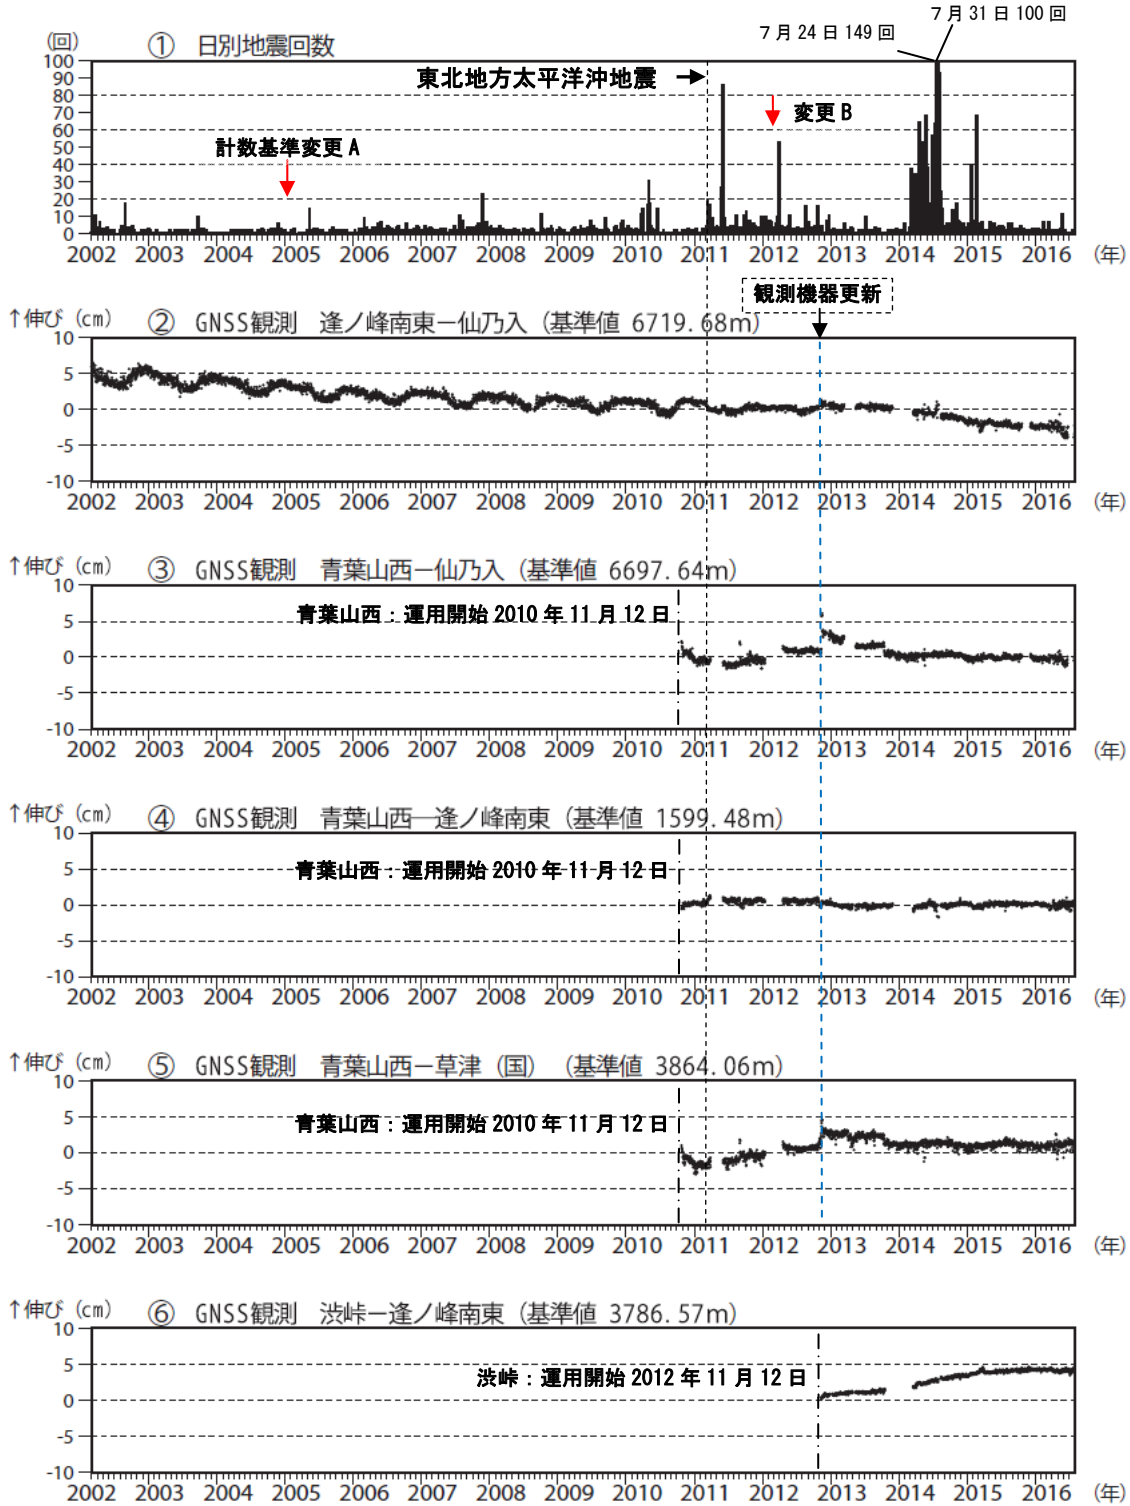 7月31日100回
7月24日149回
(回) ① 日別地震回数
100
90
80
70
60
50
40
30
20
10
0
東北地方太平洋沖地震
変更B
計数基準変更A
2002 2003 2004 2005 2006 2007 2008 2009 2010 2011 2012 2013 2014 2015 2016 (年)
観測機器更新
↑伸び(cm) ② GNSS観測 逢ノ峰南東−仙乃入(基準値 6719.68m)
10
5
0
-5
-10
2002 2003 2004 2005 2006 2007 2008 2009 2010 2011 2012 2013 2014 2015 2016 (年)
↑伸び(cm) ③ GNSS観測 青葉山西−仙乃入(基準値 6697.64m)
10
青葉山西:運用開始2010年11月12日
5
0
-5
-10
2002 2003 2004 2005 2006 2007 2008 2009 2010 2011 2012 2013 2014 2015 2016 (年)
↑伸び(cm) ④ GNSS観測 青葉山西―逢ノ峰南東(基準値 1599.48m)
10
青葉山西:運用開始2010年11月12日
5
0
-5
-10
2002 2003 2004 2005 2006 2007 2008 2009 2010 2011 2012 2013 2014 2015 2016 (年)
↑伸び(cm) ⑤ GNSS観測 青葉山西−草津(国)(基準値 3864.06m)
10
青葉山西:運用開始2010年11月12日
5
0
-5
-10
2002 2003 2004 2005 2006 2007 2008 2009 2010 2011 2012 2013 2014 2015 2016 (年)
↑伸び(cm) ⑥ GNSS観測 渋峠−逢ノ峰南東(基準値 3786.57m)
10
渋峠:運用開始2012年11月12日
5
0
-5
-10
2002 2003 2004 2005 2006 2007 2008 2009 2010 2011 2012 2013 2014 2015 2016 (年)